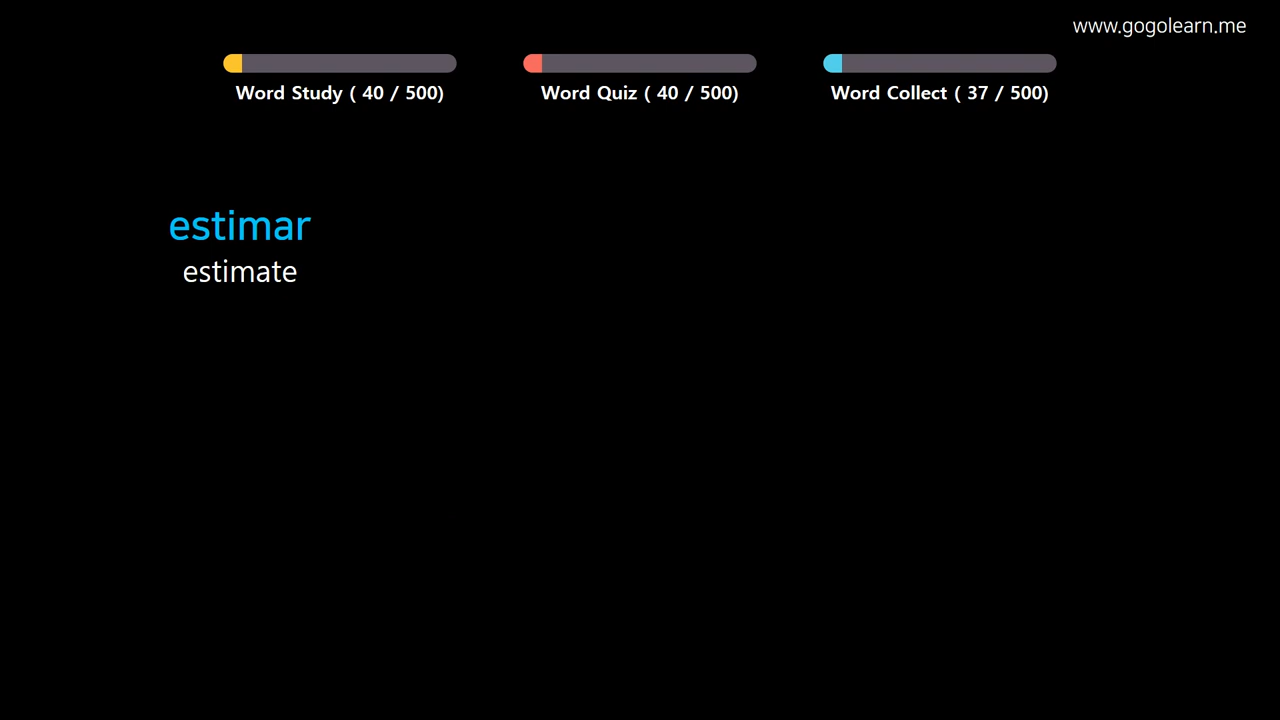 www.gogolearn.me
Word Study ( 40 / 500)
Word Quiz ( 40 / 500)
Word Collect ( 37 / 500)
estimar
estimate